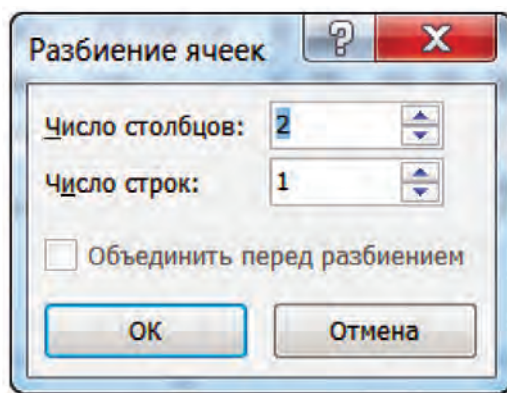 Разбиение ячеек
Число столбцов: 2
Число строк: 1
Объединить перед разбиением
ОК Отмена